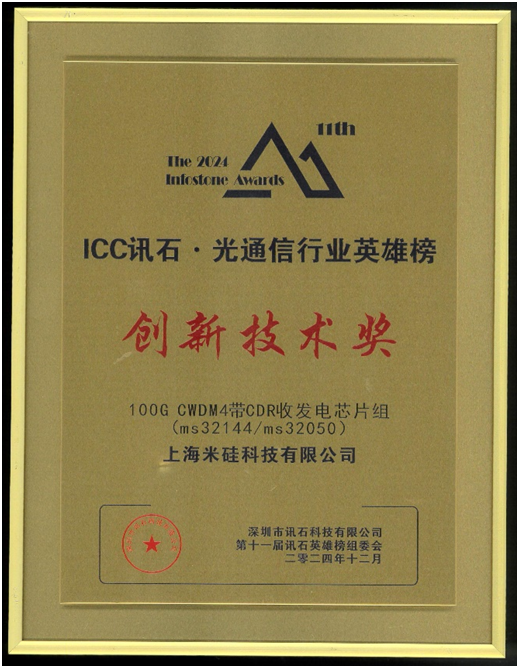 11th
The 2024
Infostone Awards
ICC讯石·光通信行业英雄榜
创新技术奖
100G CWDM4带CDR收发电芯片组
(ms32144/ms32050)
上海米硅科技有限公司
深圳市讯石科技有限公司
第十一届讯石英雄榜组委会
二零二四年十二月